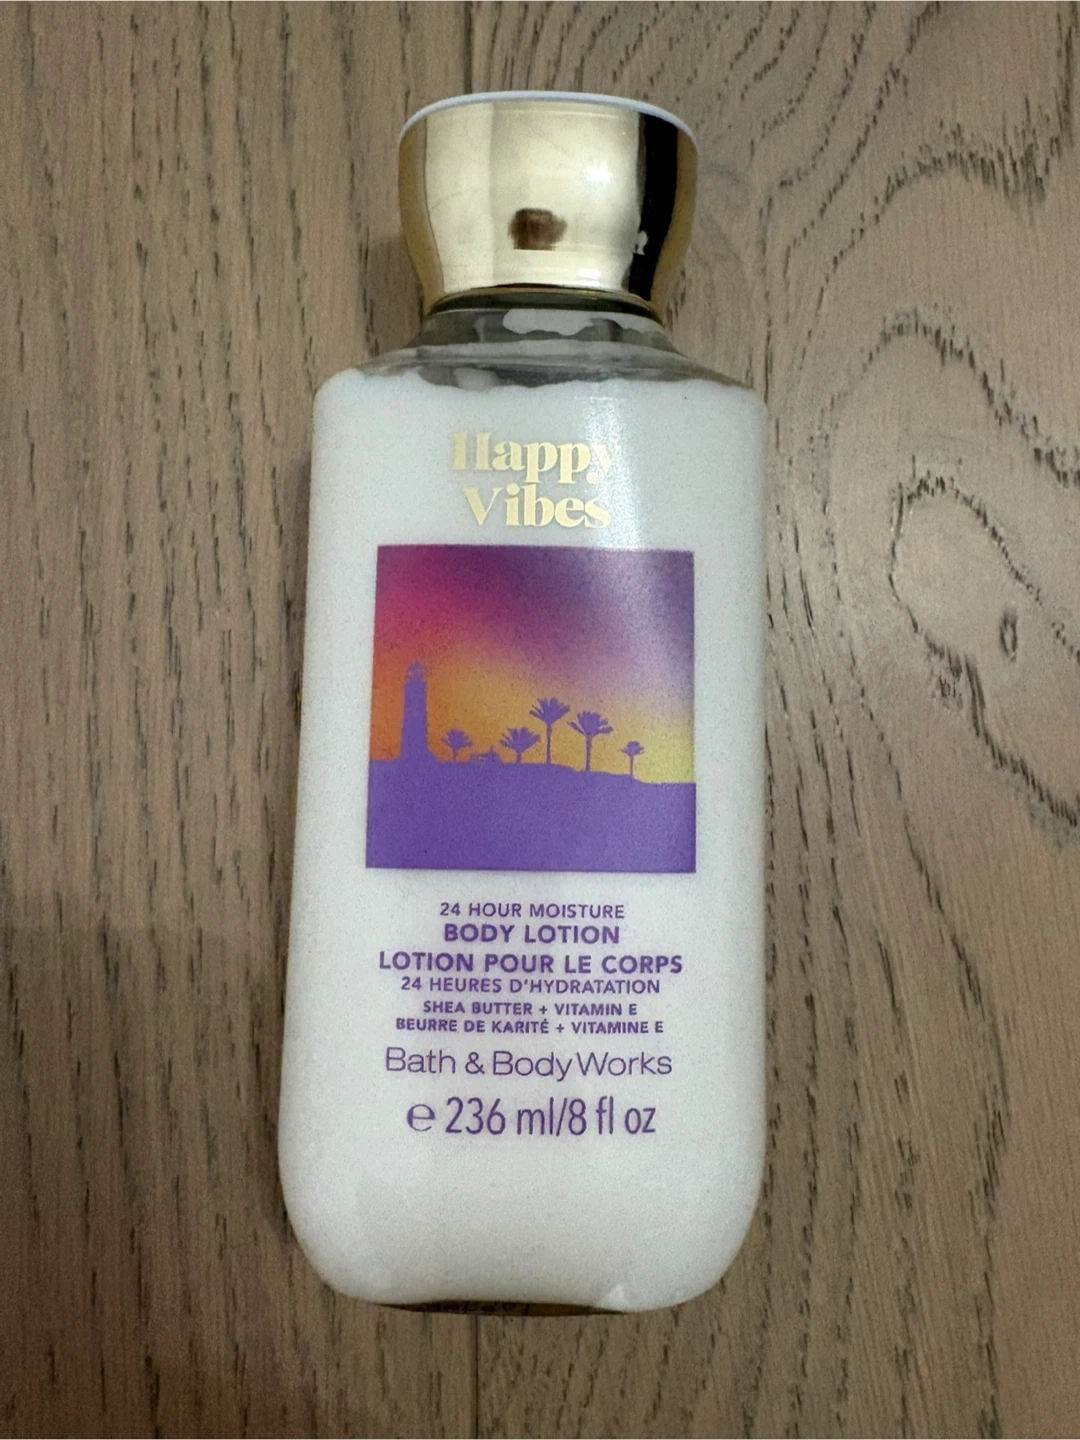 Happy
Vibes
24 HOUR MOISTURE
BODY LOTION
LOTION POUR LE CORPS
24 HEURES D'HYDRATATION
SHEA BUTTER + VITAMIN E
BEURRE DE KARITÉ + VITAMINE E
Bath & Body Works
℮ 236 ml/8 fl oz